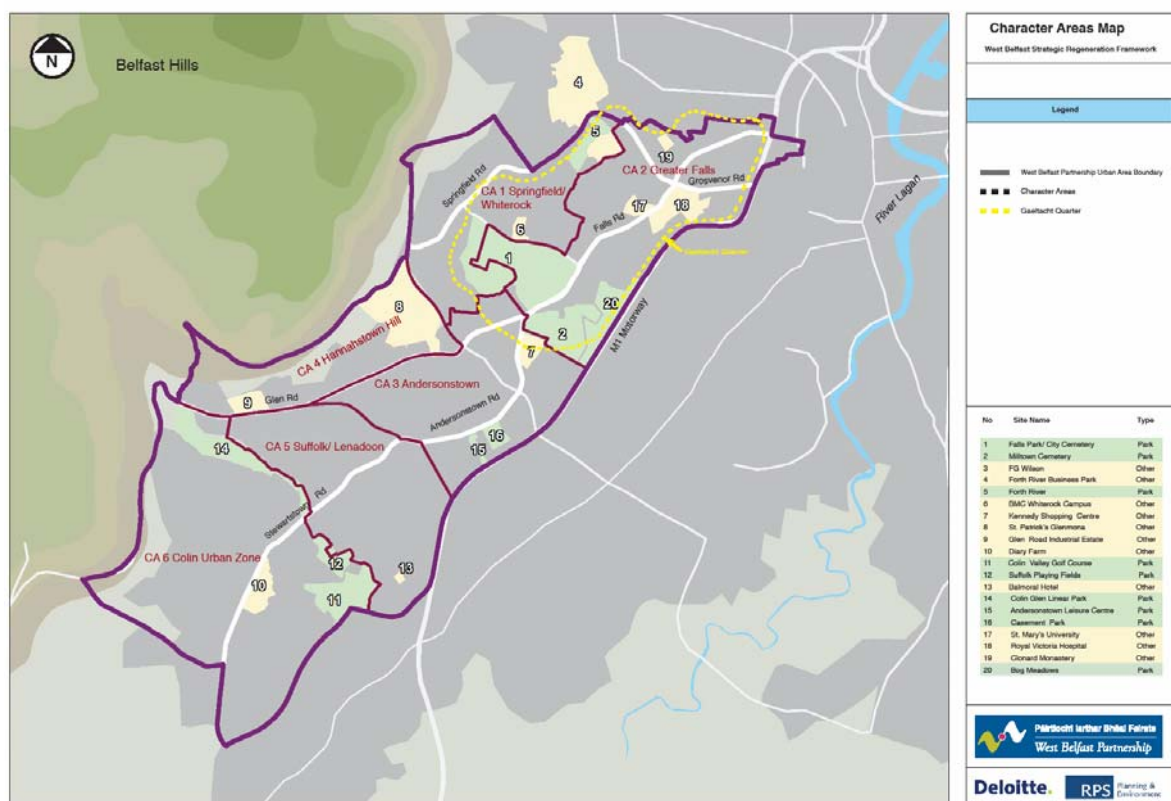 Belfast Hills
N
4
5
19
CA 2 Greater Falls
Grosvenor Rd
Springfield Rd
CA 1 Springfield/
Whiterock
17
18
6
Falls Rd
River Lagan
1
Gaeltacht Quarter
8
20
2
M1 Motorway
7
CA 4 Hannahstown Hill
CA 3 Andersonstown
9
Glen Rd
Andersonstown Rd
14
CA 5 Suffolk/ Lenadoon
16
15
Stewartstown Rd
CA 6 Colin Urban Zone
12
13
10
11
Character Areas Map
West Belfast Strategic Regeneration Framework
Legend
West Belfast Partnership Urban Area Boundary
Character Areas
Gaeltacht Quarter
No Site Name Type
1 Falls Park/ City Cemetery Park
2 Milltown Cemetery Park
3 FG Wilson Other
4 Forth River Business Park Other
5 Forth River Park
6 BMC Whiterock Campus Other
7 Kennedy Shopping Centre Other
8 St. Patrick's Glenmona Other
9 Glen Road Industrial Estate Other
10 Diary Farm Other
11 Colin Valley Golf Course Park
12 Suffolk Playing Fields Park
13 Balmoral Hotel Other
14 Colin Glen Linear Park Park
15 Andersonstown Leisure Centre Park
16 Casement Park Park
17 St. Mary's University Other
18 Royal Victoria Hospital Other
19 Clonard Monastery Other
20 Bog Meadows Park
Páirtíocht Iarthar Bhéal Feirste
West Belfast Partnership
Deloitte.
RPS Planning &
Environment